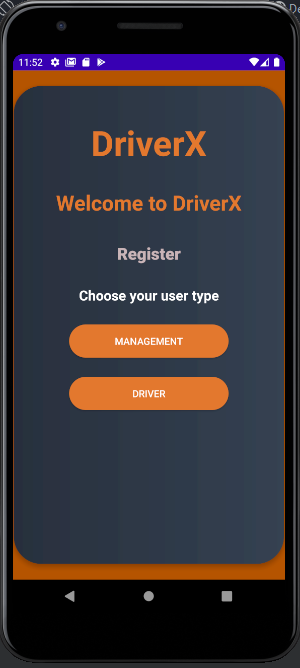 11:52
DriverX
Welcome to DriverX
Register
Choose your user type
MANAGEMENT
DRIVER